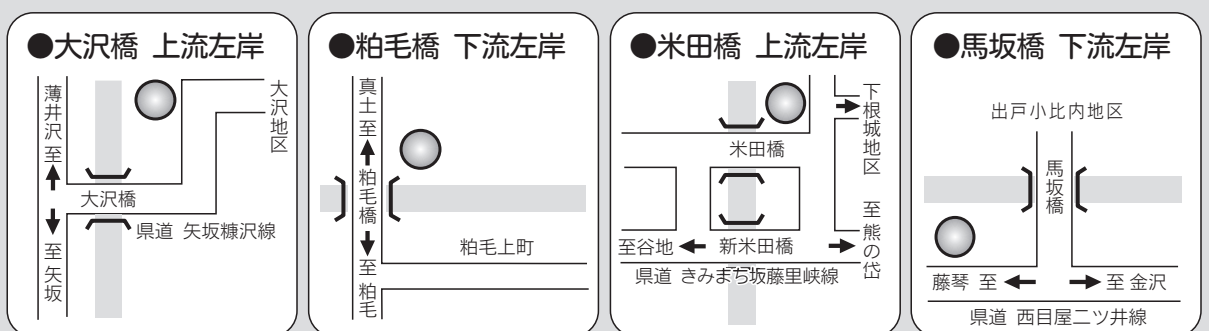 ●大沢橋 上流左岸
薄井沢 至
大沢地区
大沢橋
県道 矢坂糠沢線
至 矢坂
●粕毛橋 下流左岸
真土 至
粕毛橋
粕毛上町
至 粕毛
●米田橋 上流左岸
下根城地区
米田橋
至 熊の岱
至谷地
新米田橋
県道 きみまち坂藤里峡線
●馬坂橋 下流左岸
出戸小比内地区
馬坂橋
藤琴 至
至 金沢
県道 西目屋二ツ井線